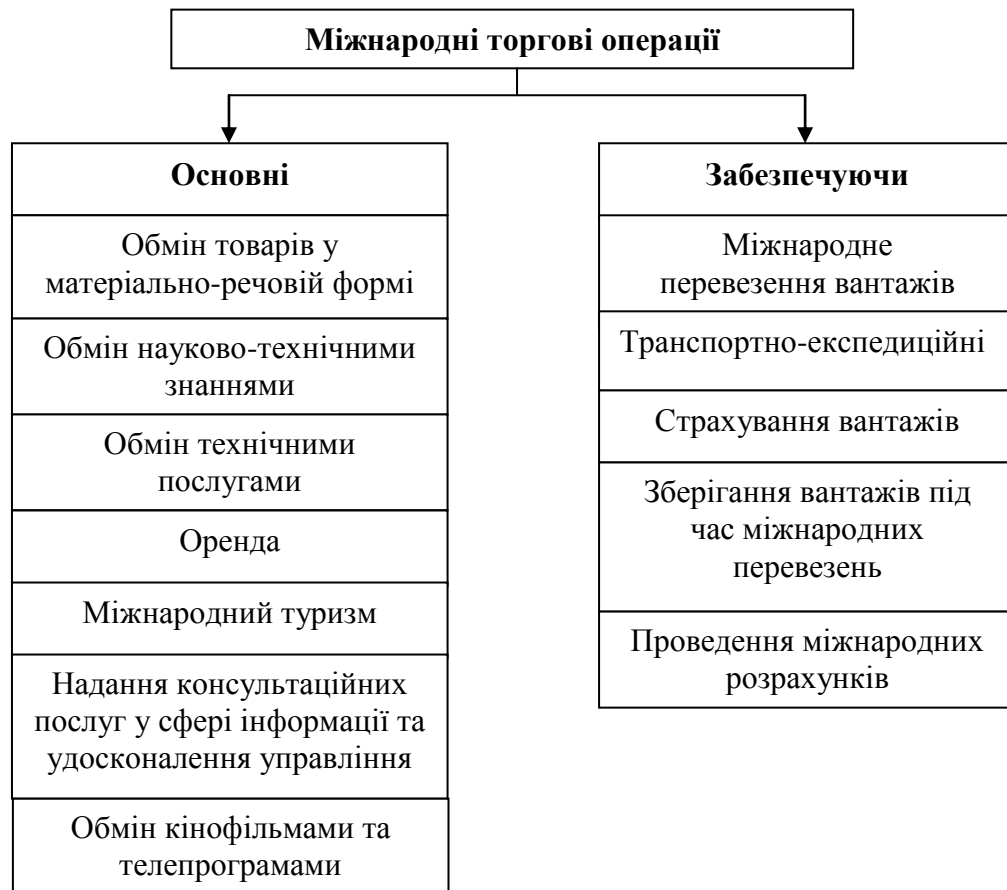 Міжнародні торгові операції
Основні
Обмін товарів у
матеріально-речовій формі
Обмін науково-технічними
знаннями
Обмін технічними
послугами
Оренда
Міжнародний туризм
Надання консультаційних
послуг у сфері інформації та
удосконалення управління
Обмін кінофільмами та
телепрограмами
Забезпечуючи
Міжнародне
перевезення вантажів
Транспортно-експедиційні
Страхування вантажів
Зберігання вантажів під
час міжнародних
перевезень
Проведення міжнародних
розрахунків